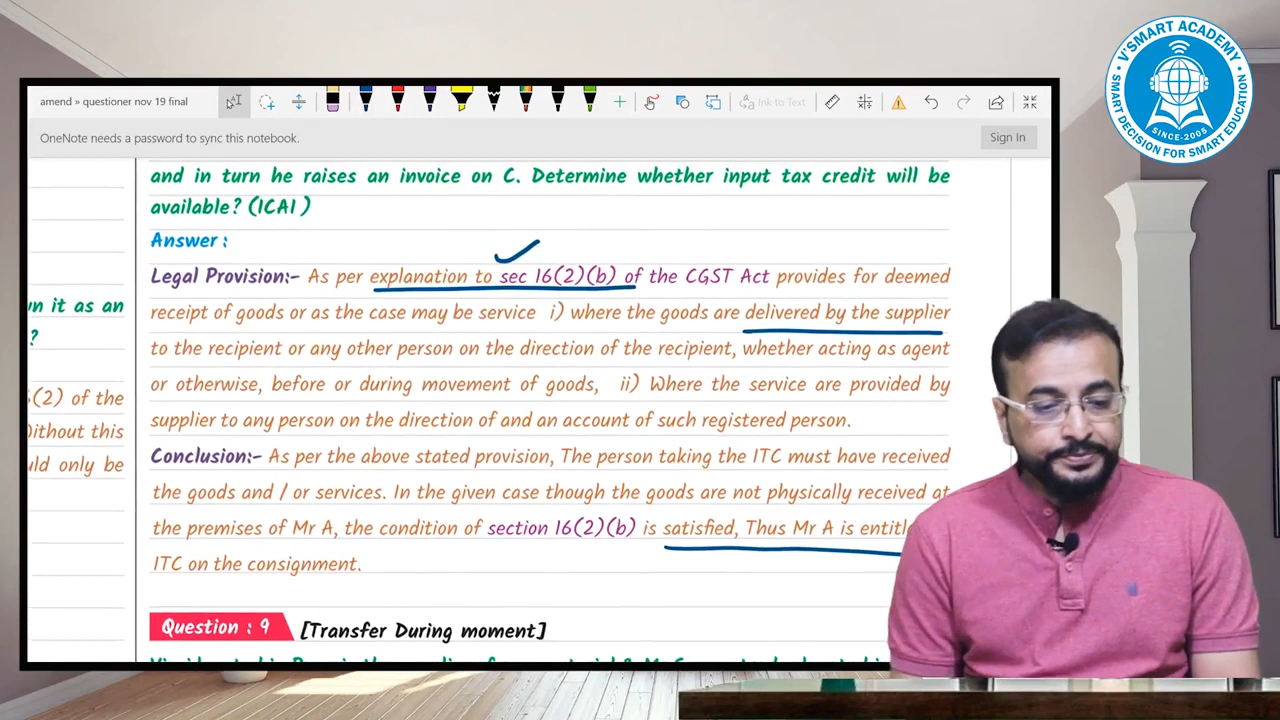 V'SMART ACADEMY
SMART DECISION FOR SMART EDUCATION
SINCE-2005
amend » questioner nov 19 final
Ink to Text
OneNote needs a password to sync this notebook.
Sign In
and in turn he raises an invoice on C. Determine whether input tax credit will be
available? (ICAI )
Answer :
Legal Provision:- As per explanation to sec 16(2)(b) of the CGST Act provides for deemed
receipt of goods or as the case may be service i) where the goods are delivered by the supplier
to the recipient or any other person on the direction of the recipient, whether acting as agent
or otherwise, before or during movement of goods, ii) Where the service are provided by
supplier to any person on the direction of and an account of such registered person.
Conclusion:- As per the above stated provision, The person taking the ITC must have received
the goods and / or services. In the given case though the goods are not physically received at
the premises of Mr A, the condition of section 16(2)(b) is satisfied, Thus Mr A is
ITC on the consignment.
Question : 9 [Transfer During moment]
it as an
?
(2) of the
this
only be